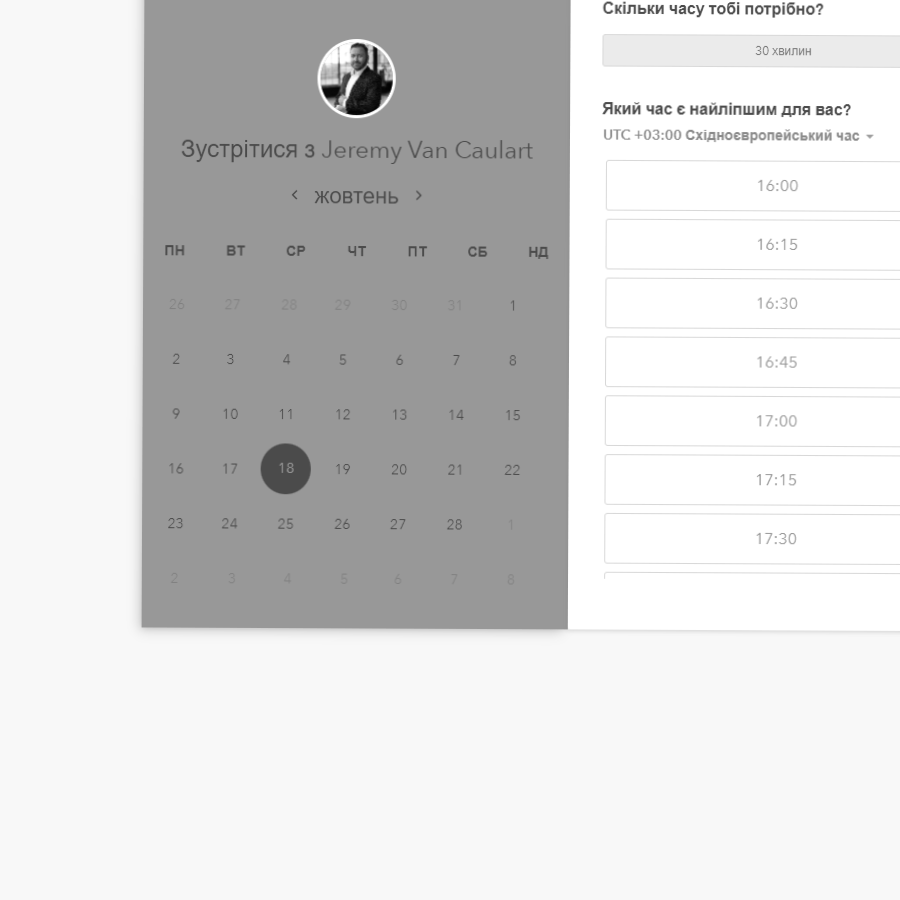 Зустрітися з Jeremy Van Caulart
жовтень
ПН ВТ СР ЧТ ПТ СБ НД
26 27 28 29 30 31 1
2 3 4 5 6 7 8
9 10 11 12 13 14 15
16 17 18 19 20 21 22
23 24 25 26 27 28 1
2 3 4 5 6 7 8
Скільки часу тобі потрібно?
30 хвилин
Який час є найліпшим для вас?
UTC +03:00 Східноєвропейський час
16:00
16:15
16:30
16:45
17:00
17:15
17:30